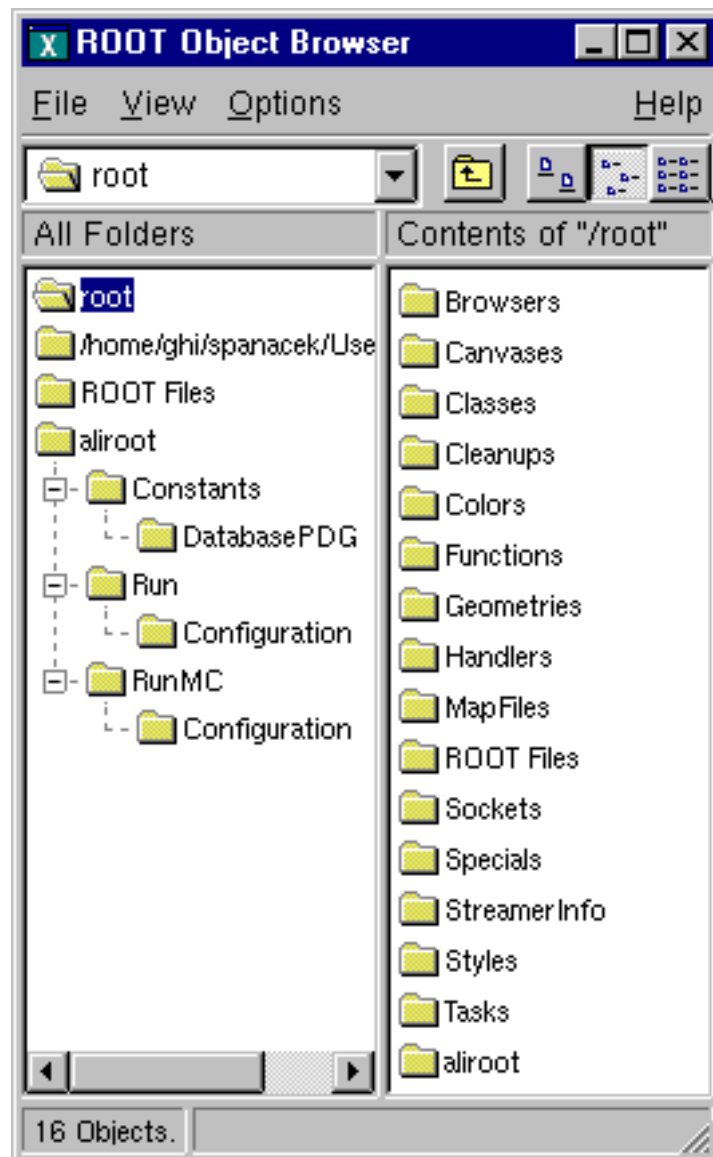 ROOT Object Browser
File View Options Help
root
All Folders
Contents of "/root"
root
/home/ghi/spanacek/Use
ROOT Files
aliroot
Constants
DatabasePDG
Run
Configuration
RunMC
Configuration
Browsers
Canvases
Classes
Cleanups
Colors
Functions
Geometries
Handlers
MapFiles
ROOT Files
Sockets
Specials
StreamerInfo
Styles
Tasks
aliroot
16 Objects.